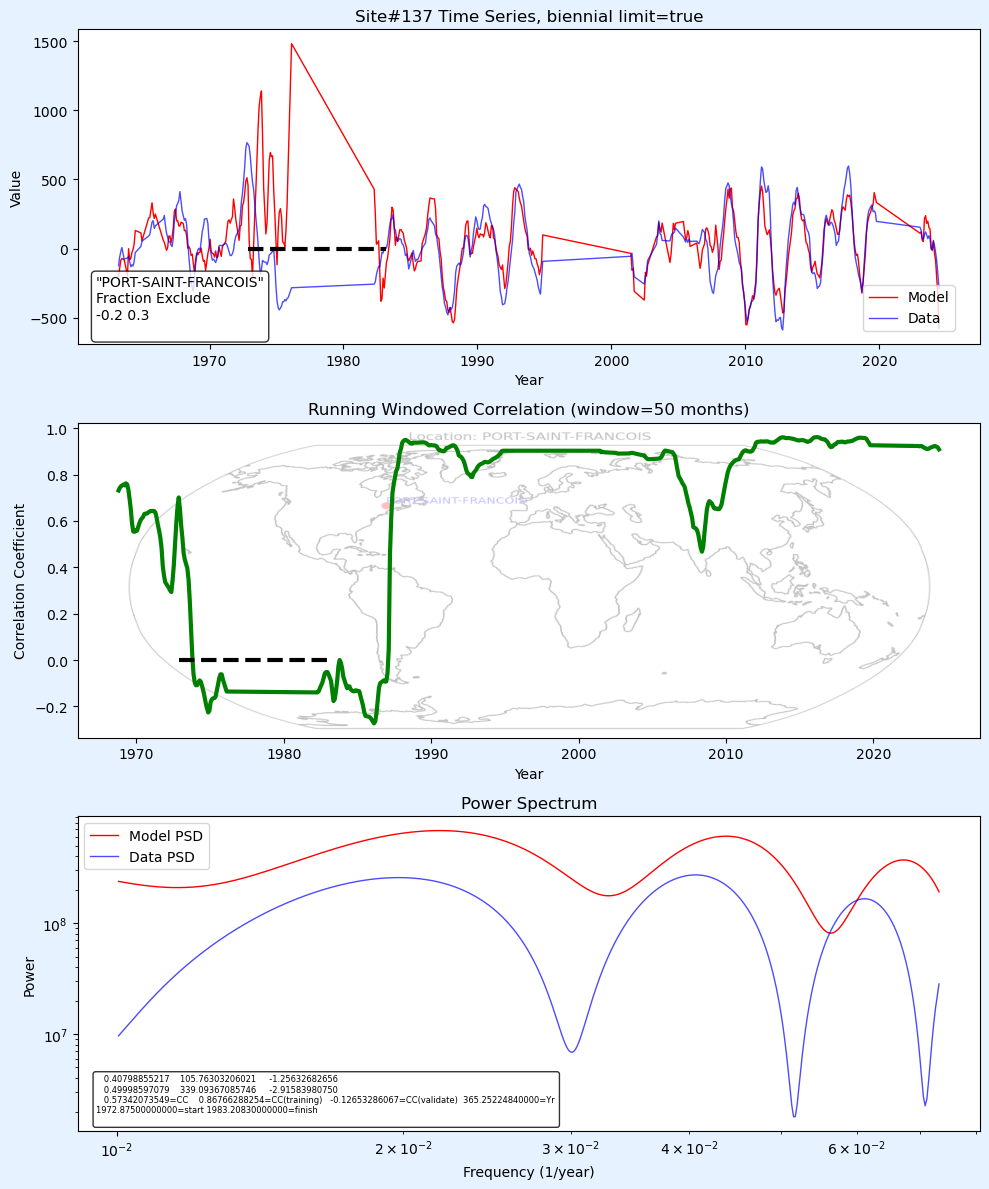 Site#137 Time Series, biennial limit=true
1500
1000
500
0
−500
Value
"PORT-SAINT-FRANCOIS"
Fraction Exclude
-0.2 0.3
Model
Data
1970 1980 1990 2000 2010 2020
Year
Running Windowed Correlation (window=50 months)
Location: PORT-SAINT-FRANCOIS
PORT-SAINT-FRANCOIS
1.0
0.8
0.6
0.4
0.2
0.0
−0.2
Correlation Coefficient
1970 1980 1990 2000 2010 2020
Year
Power Spectrum
Model PSD
Data PSD
10^8
10^7
Power
0.40798855217 105.76303206021 -1.25632682656
0.49998597079 339.09367085746 -2.91583980750
0.57342073549=CC 0.86766288254=CC(training) -0.12653286067=CC(validate) 365.25224840000=Yr
1972.87500000000=start 1983.20830000000=finish
10^−2 2 × 10^−2 3 × 10^−2 4 × 10^−2 6 × 10^−2
Frequency (1/year)